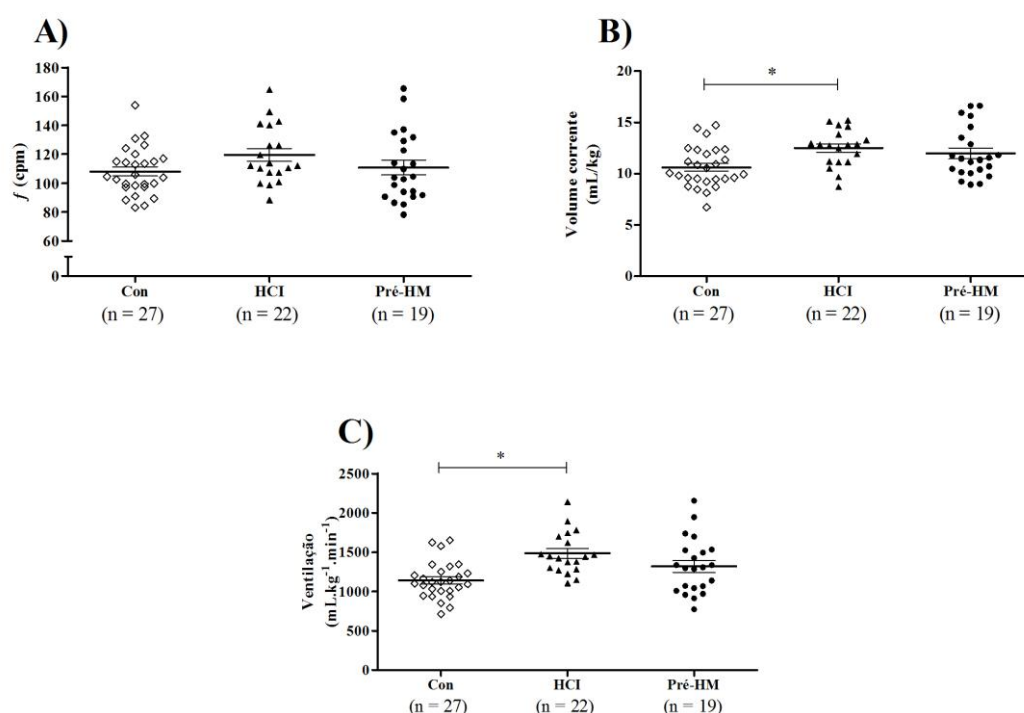 A)
180
160
140
120
100
80
60
0
f (cpm)
Con
HCI
Pré-HM
(n = 27)
(n = 22)
(n = 19)
B)
*
20
15
10
5
0
Volume corrente
(mL/kg)
Con
HCI
Pré-HM
(n = 27)
(n = 22)
(n = 19)
C)
*
2500
2000
1500
1000
500
0
Ventilação
(mL.kg⁻¹.min⁻¹)
Con
HCI
Pré-HM
(n = 27)
(n = 22)
(n = 19)